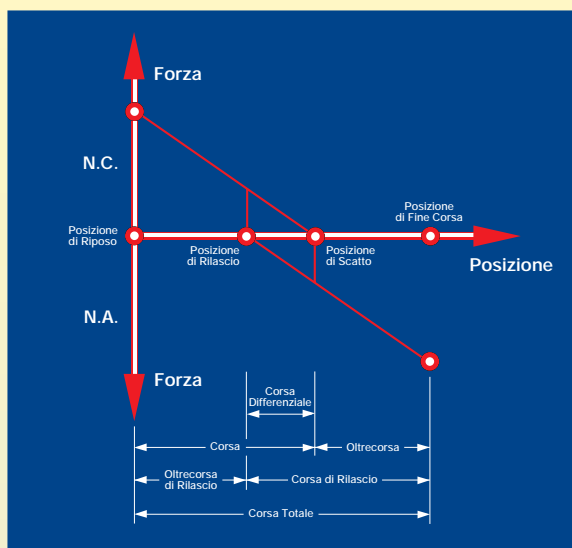 Forza
N.C.
Posizione
di Riposo
Posizione
di Rilascio
Posizione
di Scatto
Posizione
di Fine Corsa
Posizione
N.A.
Forza
Corsa
Differenziale
Corsa
Oltrecorsa
Oltrecorsa
di Rilascio
Corsa di Rilascio
Corsa Totale